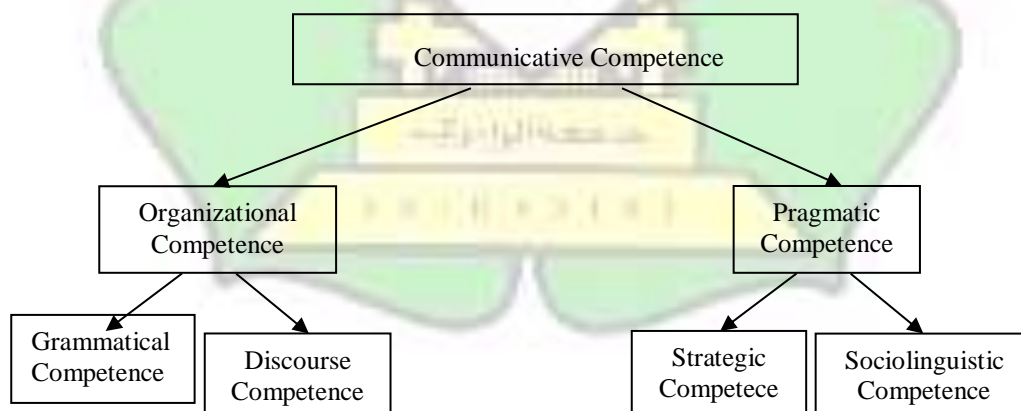 Communicative Competence
Organizational
Competence
Pragmatic
Competence
Grammatical
Competence
Discourse
Competence
Strategic
Competece
Sociolinguistic
Competence